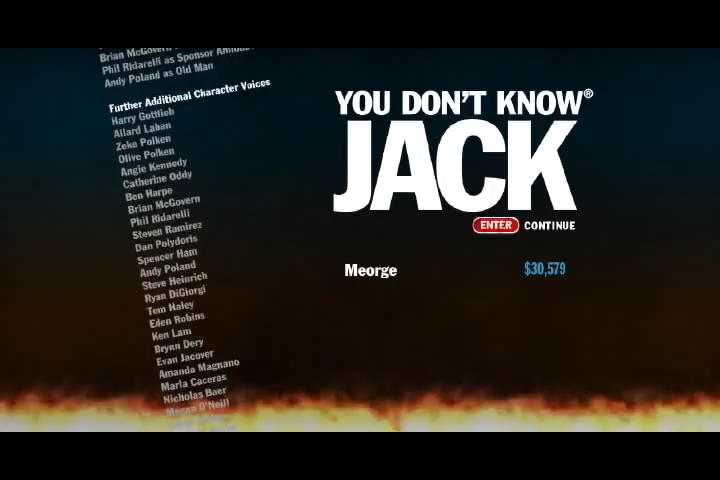 Brian McGovern
Phil Ridarelli as Sponsor
Andy Poland as Old Man
Further Additional Character Voices
Harry Gottlieb
Allard Laban
Zeke Polken
Olive Polken
Angie Kennedy
Catherine Oddy
Ben Harpe
Brian McGovern
Phil Ridarelli
Steven Ramirez
Dan Polydoris
Spencer Ham
Andy Poland
Steve Heinrich
Ryan DiGiorgi
Tom Haley
Eden Robins
Ken Lam
Brynn Dery
Evan Jacover
Amanda Magnano
Marla Caceras
Nicholas Baer
Megan O'Neill
YOU DON'T KNOW®
JACK
ENTER CONTINUE
Meorge $30,579